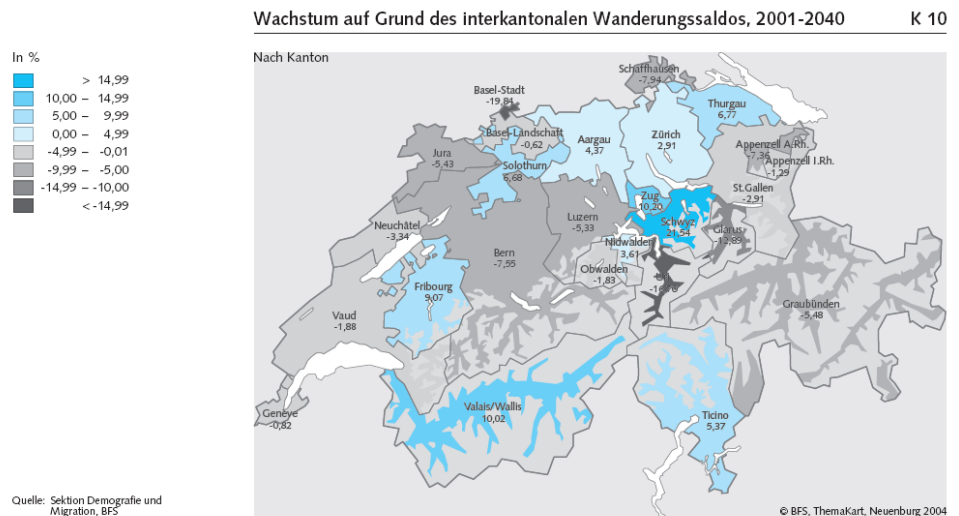 Wachstum auf Grund des interkantonalen Wanderungssaldos, 2001-2040 K 10
In %
> 14,99
10,00 – 14,99
5,00 – 9,99
0,00 – 4,99
-4,99 – -0,01
-9,99 – -5,00
-14,99 – -10,00
< -14,99
Nach Kanton
Schaffhausen
-7,94
Basel-Stadt
-19,84
Thurgau
6,77
Basel-Landschaft
-0,62
Aargau
4,37
Zürich
2,91
Appenzell A.Rh.
-7,36
Appenzell I.Rh.
-1,29
Jura
-5,43
Solothurn
6,68
St.Gallen
-2,91
Zug
10,20
Schwyz
21,54
Luzern
-5,33
Glarus
-12,89
Neuchâtel
-3,34
Nidwalden
3,61
Bern
-7,55
Obwalden
-1,83
Uri
Fribourg
9,07
Graubünden
-5,48
Vaud
-1,88
Valais/Wallis
10,02
Genève
-0,82
Ticino
5,37
Quelle: Sektion Demografie und
Migration, BFS
© BFS, ThemaKart, Neuenburg 2004